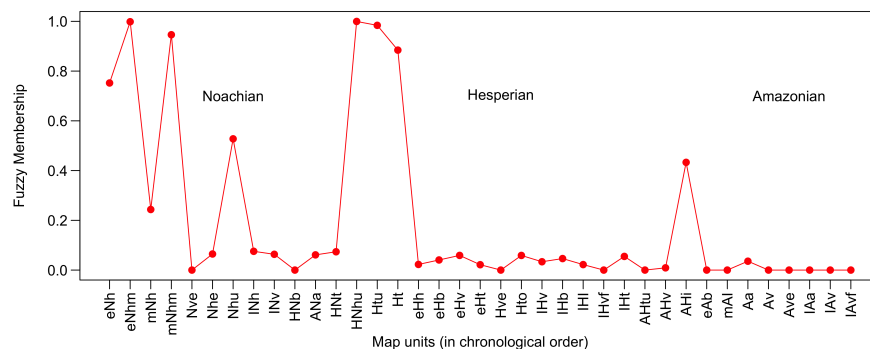 1.0
0.8
0.6
0.4
0.2
0.0
Fuzzy Membership
Noachian
Hesperian
Amazonian
eNh
eNhm
mNh
mNhm
Nve
Nhe
Nhu
lNh
lNv
HNb
ANa
HNt
HNhu
Htu
Ht
eHh
eHb
eHv
eHt
Hve
Hto
lHv
lHb
lHl
lHvf
lHt
AHtu
AHv
AHi
eAb
mAl
Aa
Av
Ave
lAa
lAv
lAvf
Map units (in chronological order)